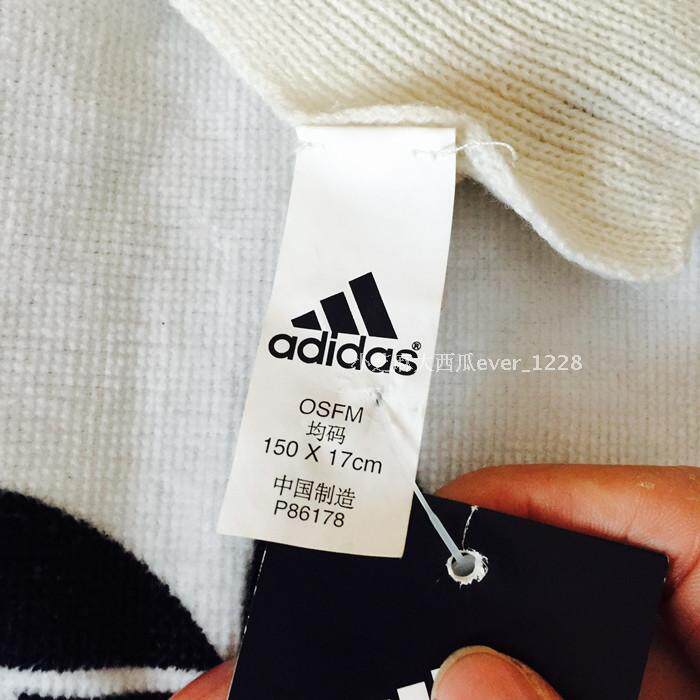 adidas®
大西瓜ever_1228
OSFM
均码
150 X 17cm
中国制造
P86178